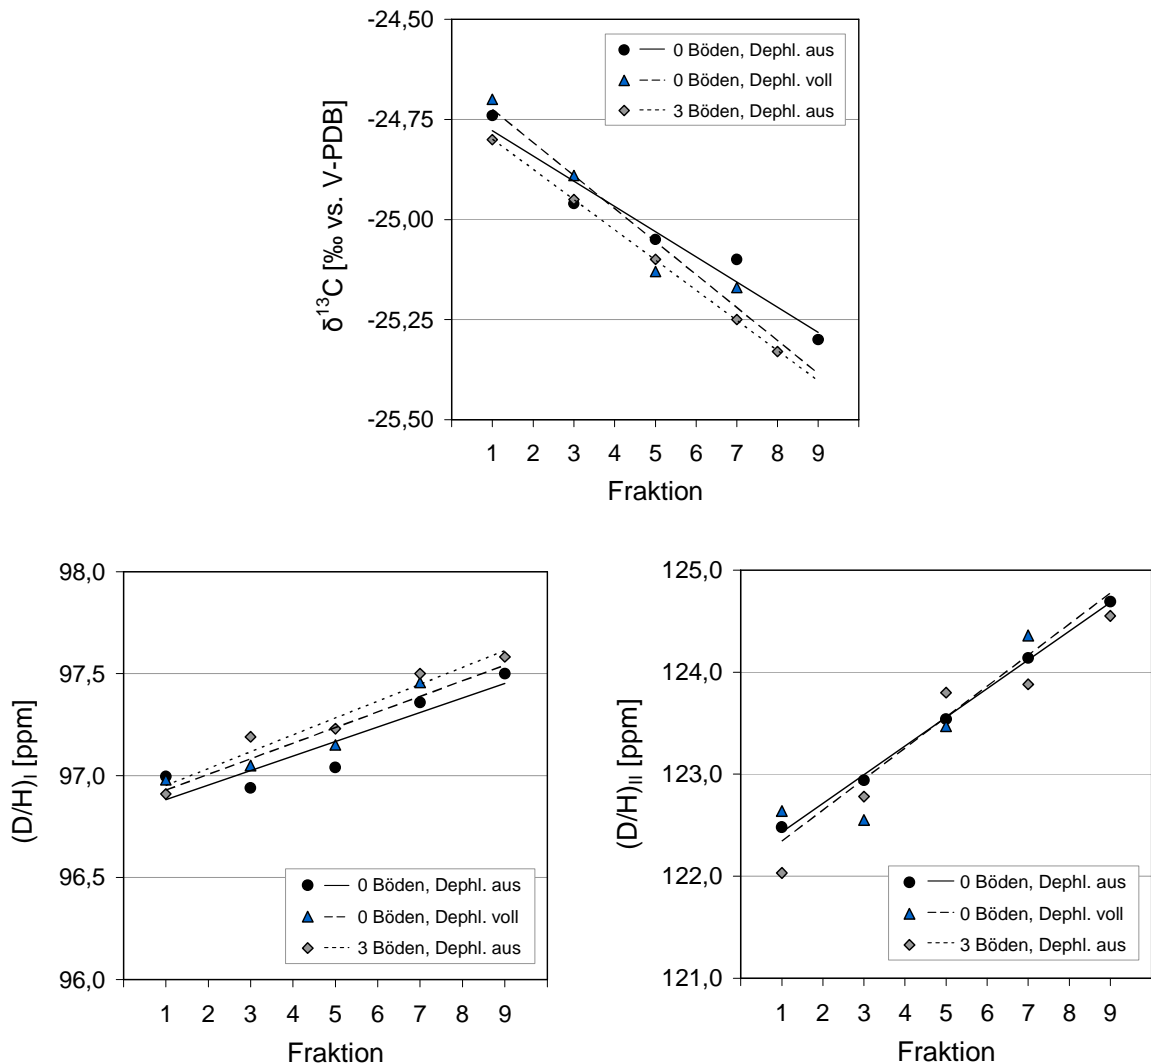 -24,50
-24,75
-25,00
-25,25
-25,50
δ¹³C [‰ vs. V-PDB]
0 Böden, Dephl. aus
0 Böden, Dephl. voll
3 Böden, Dephl. aus
1 2 3 4 5 6 7 8 9
Fraktion
98,0
97,5
97,0
96,5
96,0
(D/H)I [ppm]
0 Böden, Dephl. aus
0 Böden, Dephl. voll
3 Böden, Dephl. aus
1 2 3 4 5 6 7 8 9
Fraktion
125,0
124,0
123,0
122,0
121,0
(D/H)II [ppm]
0 Böden, Dephl. aus
0 Böden, Dephl. voll
3 Böden, Dephl. aus
1 2 3 4 5 6 7 8 9
Fraktion